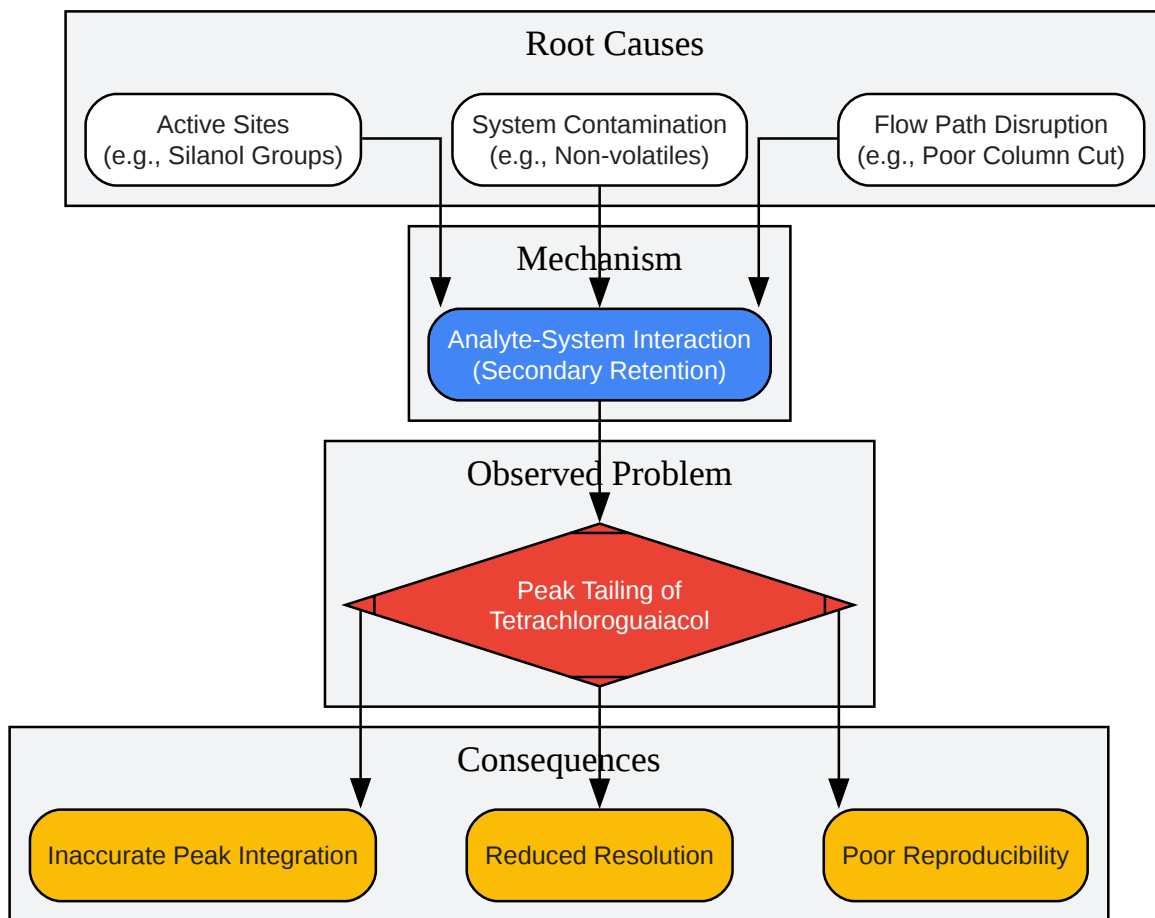 Root Causes
Active Sites
(e.g., Silanol Groups)
System Contamination
(e.g., Non-volatiles)
Flow Path Disruption
(e.g., Poor Column Cut)
Mechanism
Analyte-System Interaction
(Secondary Retention)
Observed Problem
Peak Tailing of
Tetrachloroguaiacol
Consequences
Inaccurate Peak Integration
Reduced Resolution
Poor Reproducibility